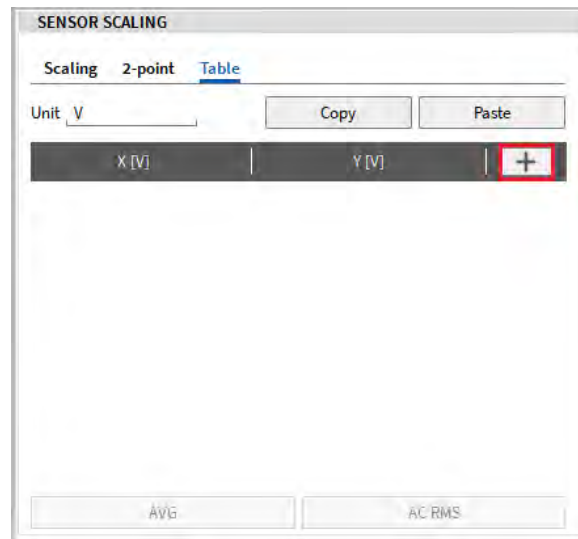 SENSOR SCALING
Scaling 2-point Table
Unit V Copy Paste
X [V] Y [V] +
AVG AC RMS